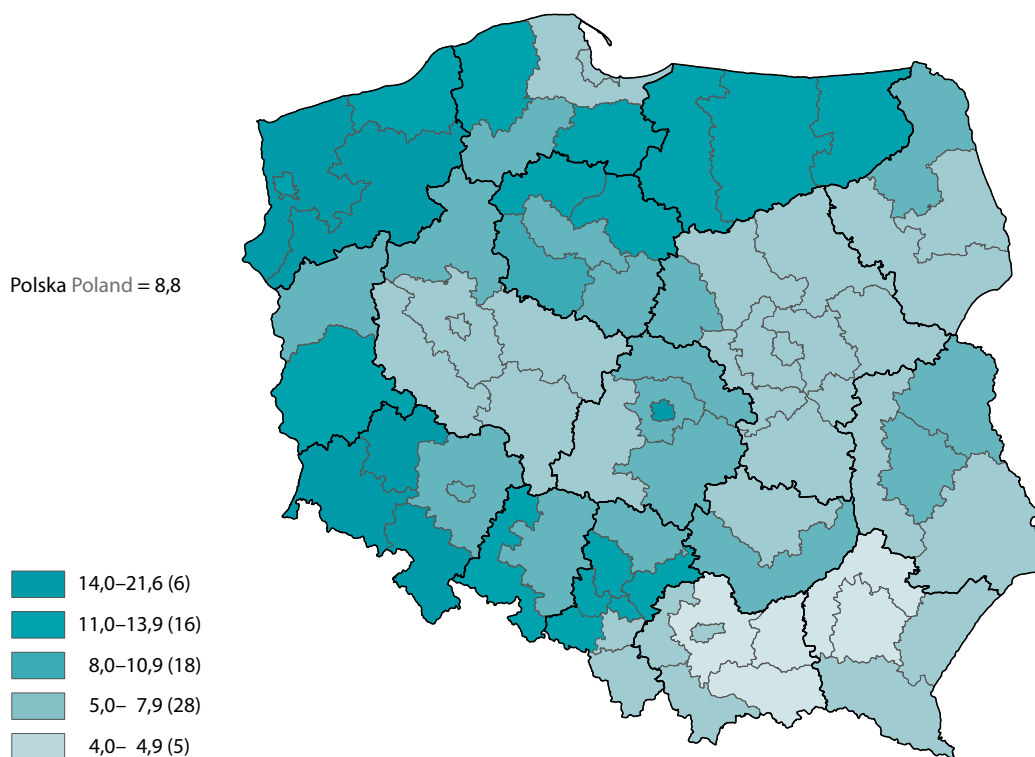 Polska Poland = 8,8
14,0–21,6 (6)
11,0–13,9 (16)
8,0–10,9 (18)
5,0– 7,9 (28)
4,0– 4,9 (5)